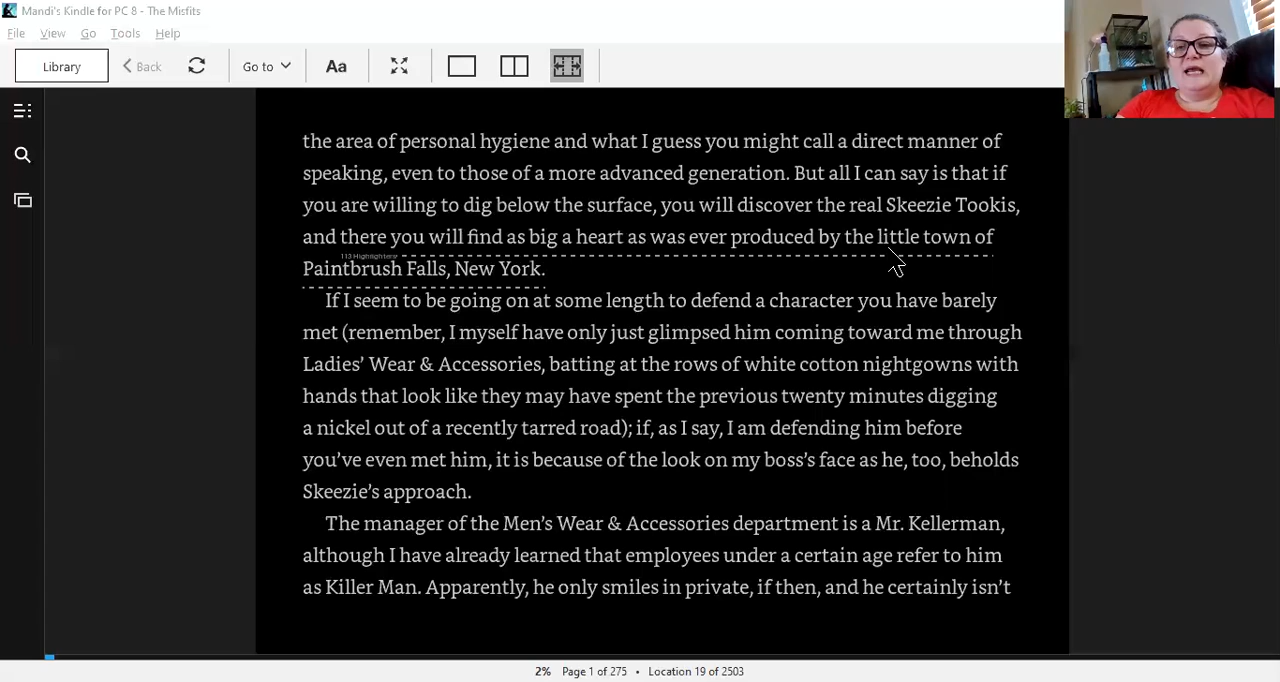 Mandi's Kindle for PC 8 - The Misfits
File View Go Tools Help
Library Back Go to Aa
the area of personal hygiene and what I guess you might call a direct manner of
speaking, even to those of a more advanced generation. But all I can say is that if
you are willing to dig below the surface, you will discover the real Skeezie Tookis,
and there you will find as big a heart as was ever produced by the little town of
113 Highlighters
Paintbrush Falls, New York.
If I seem to be going on at some length to defend a character you have barely
met (remember, I myself have only just glimpsed him coming toward me through
Ladies’ Wear & Accessories, batting at the rows of white cotton nightgowns with
hands that look like they may have spent the previous twenty minutes digging
a nickel out of a recently tarred road); if, as I say, I am defending him before
you’ve even met him, it is because of the look on my boss’s face as he, too, beholds
Skeezie’s approach.
The manager of the Men’s Wear & Accessories department is a Mr. Kellerman,
although I have already learned that employees under a certain age refer to him
as Killer Man. Apparently, he only smiles in private, if then, and he certainly isn’t
2% Page 1 of 275 • Location 19 of 2503